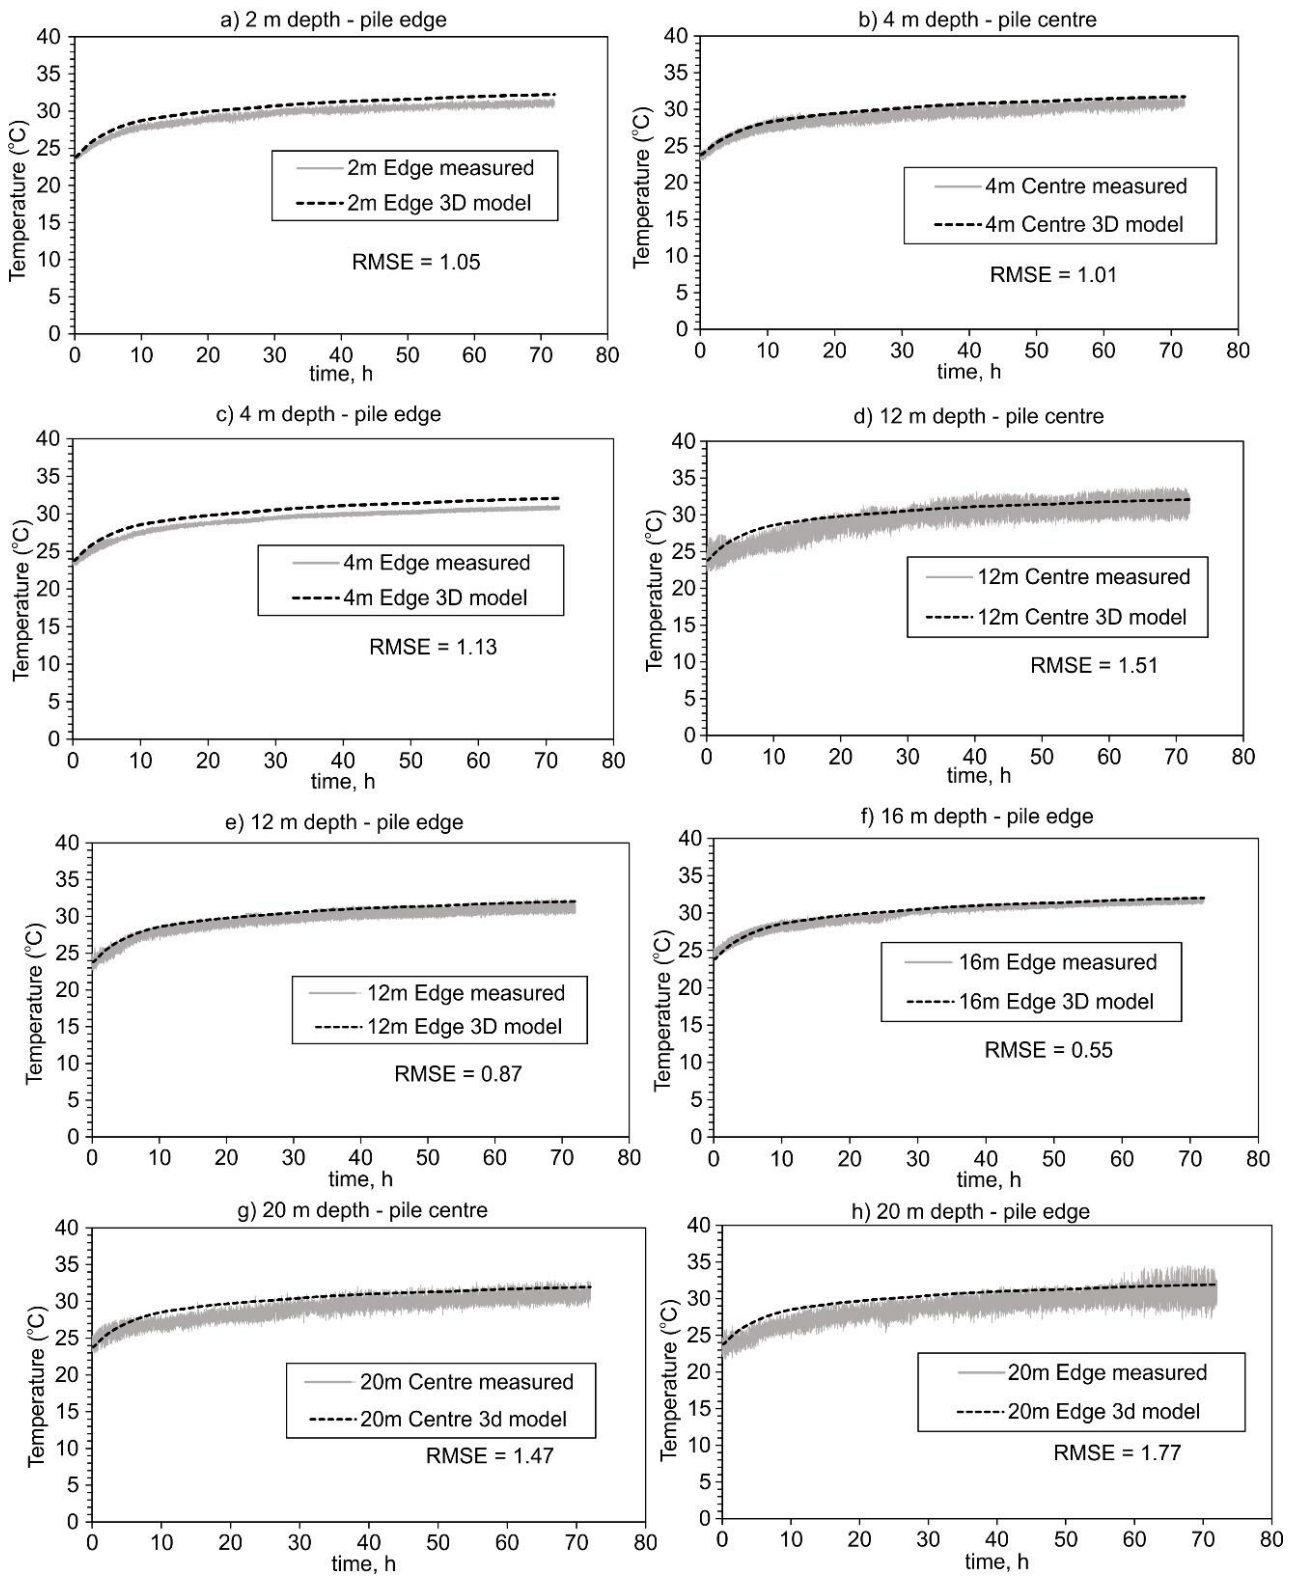 a) 2 m depth - pile edge
40
35
30
25
20
15
10
5
0
Temperature (°C)
2m Edge measured
2m Edge 3D model
RMSE = 1.05
0 10 20 30 40 50 60 70 80
time, h
b) 4 m depth - pile centre
40
35
30
25
20
15
10
5
0
Temperature (°C)
4m Centre measured
4m Centre 3D model
RMSE = 1.01
0 10 20 30 40 50 60 70 80
time, h
c) 4 m depth - pile edge
40
35
30
25
20
15
10
5
0
Temperature (°C)
4m Edge measured
4m Edge 3D model
RMSE = 1.13
0 10 20 30 40 50 60 70 80
time, h
d) 12 m depth - pile centre
40
35
30
25
20
15
10
5
0
Temperature (°C)
12m Centre measured
12m Centre 3D model
RMSE = 1.51
0 10 20 30 40 50 60 70 80
time, h
e) 12 m depth - pile edge
40
35
30
25
20
15
10
5
0
Temperature (°C)
12m Edge measured
12m Edge 3D model
RMSE = 0.87
0 10 20 30 40 50 60 70 80
time, h
f) 16 m depth - pile edge
40
35
30
25
20
15
10
5
0
Temperature (°C)
16m Edge measured
16m Edge 3D model
RMSE = 0.55
0 10 20 30 40 50 60 70 80
time, h
g) 20 m depth - pile centre
40
35
30
25
20
15
10
5
0
Temperature (°C)
20m Centre measured
20m Centre 3d model
RMSE = 1.47
0 10 20 30 40 50 60 70 80
time, h
h) 20 m depth - pile edge
40
35
30
25
20
15
10
5
0
Temperature (°C)
20m Edge measured
20m Edge 3d model
RMSE = 1.77
0 10 20 30 40 50 60 70 80
time, h